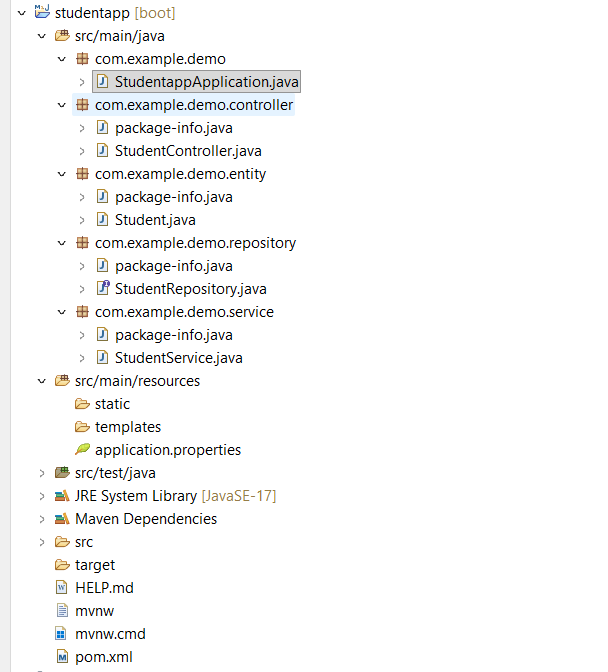 studentapp [boot]
src/main/java
com.example.demo
StudentappApplication.java
com.example.demo.controller
package-info.java
StudentController.java
com.example.demo.entity
package-info.java
Student.java
com.example.demo.repository
package-info.java
StudentRepository.java
com.example.demo.service
package-info.java
StudentService.java
src/main/resources
static
templates
application.properties
src/test/java
JRE System Library [JavaSE-17]
Maven Dependencies
src
target
HELP.md
mvnw
mvnw.cmd
pom.xml